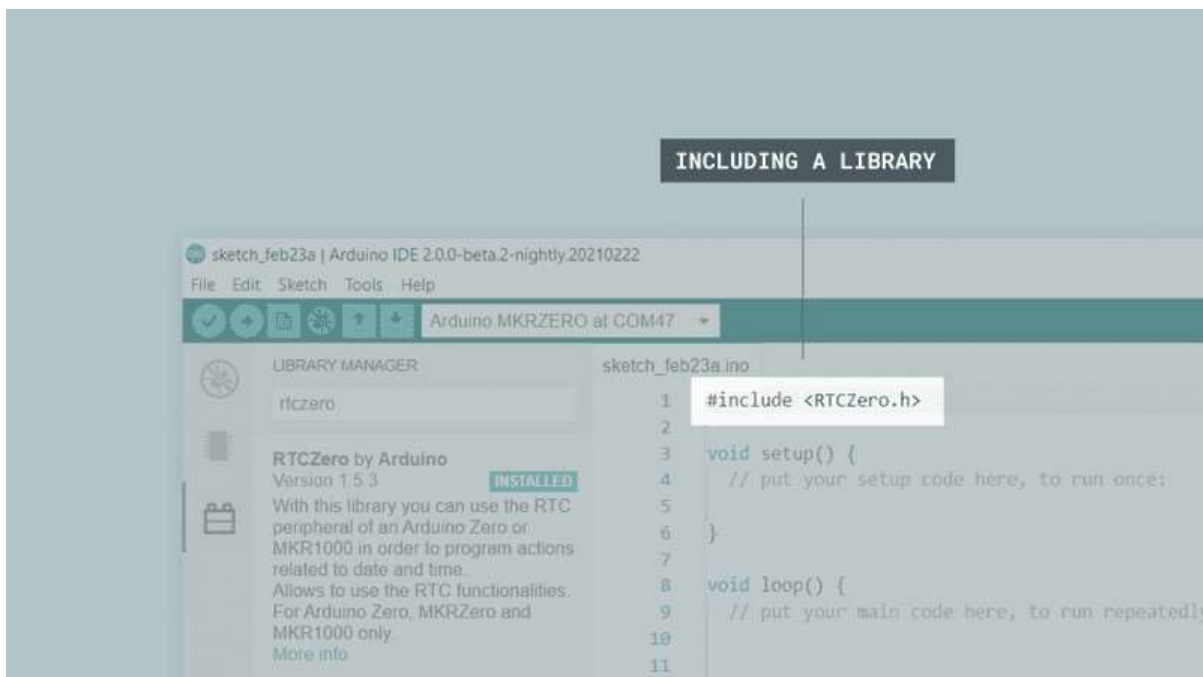 INCLUDING A LIBRARY
sketch_feb23a | Arduino IDE 2.0.0-beta.2-nightly.20210222
File Edit Sketch Tools Help
Arduino MKRZERO at COM47
LIBRARY MANAGER
rtczero
RTCZero by Arduino
Version 1.5.3 INSTALLED
With this library you can use the RTC
peripheral of an Arduino Zero or
MKR1000 in order to program actions
related to date and time.
Allows to use the RTC functionalities.
For Arduino Zero, MKRZero and
MKR1000 only.
More info
sketch_feb23a.ino
1 #include <RTCZero.h>
2
3 void setup() {
4 // put your setup code here, to run once:
5
6 }
7
8 void loop() {
9 // put your main code here, to run repeatedly
10
11